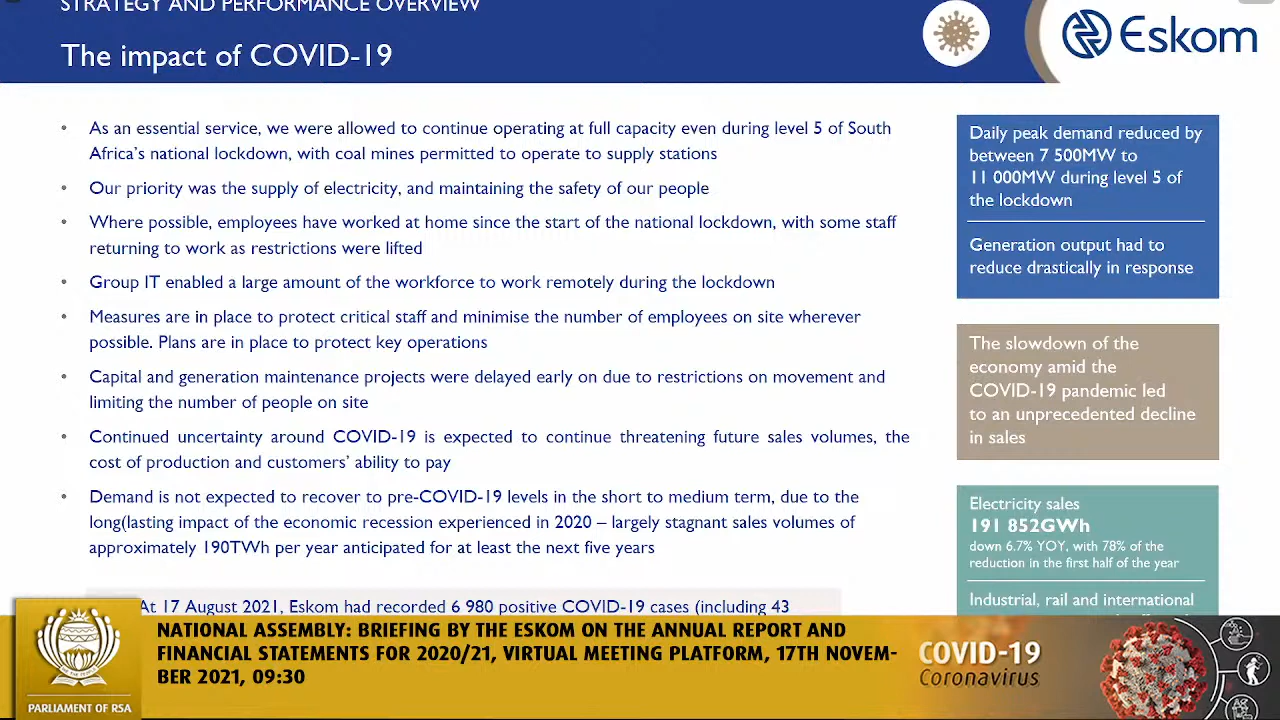 STRATEGY AND PERFORMANCE OVERVIEW
The impact of COVID-19
Eskom
• As an essential service, we were allowed to continue operating at full capacity even during level 5 of South
Africa's national lockdown, with coal mines permitted to operate to supply stations
• Our priority was the supply of electricity, and maintaining the safety of our people
• Where possible, employees have worked at home since the start of the national lockdown, with some staff
returning to work as restrictions were lifted
• Group IT enabled a large amount of the workforce to work remotely during the lockdown
• Measures are in place to protect critical staff and minimise the number of employees on site wherever
possible. Plans are in place to protect key operations
• Capital and generation maintenance projects were delayed early on due to restrictions on movement and
limiting the number of people on site
• Continued uncertainty around COVID-19 is expected to continue threatening future sales volumes, the
cost of production and customers' ability to pay
• Demand is not expected to recover to pre-COVID-19 levels in the short to medium term, due to the
long(lasting impact of the economic recession experienced in 2020 – largely stagnant sales volumes of
approximately 190TWh per year anticipated for at least the next five years
At 17 August 2021, Eskom had recorded 6 980 positive COVID-19 cases (including 43
Daily peak demand reduced by
between 7 500MW to
11 000MW during level 5 of
the lockdown
Generation output had to
reduce drastically in response
The slowdown of the
economy amid the
COVID-19 pandemic led
to an unprecedented decline
in sales
Electricity sales
191 852GWh
down 6.7% YOY, with 78% of the
reduction in the first half of the year
Industrial, rail and international
NATIONAL ASSEMBLY: BRIEFING BY THE ESKOM ON THE ANNUAL REPORT AND
FINANCIAL STATEMENTS FOR 2020/21, VIRTUAL MEETING PLATFORM, 17TH NOVEM-
BER 2021, 09:30
PARLIAMENT OF RSA
COVID-19
Coronavirus